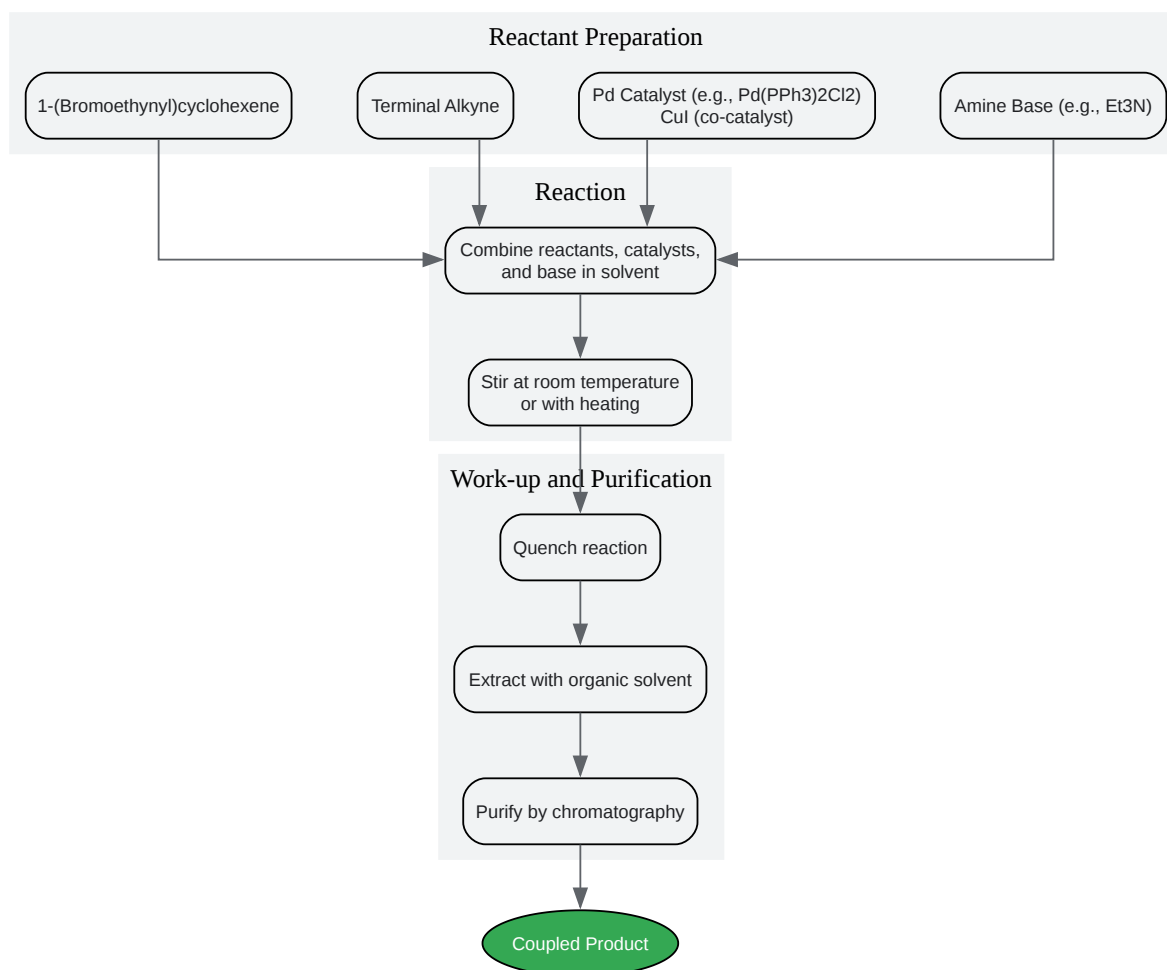 Reactant Preparation
1-(Bromoethynyl)cyclohexene
Terminal Alkyne
Pd Catalyst (e.g., Pd(PPh3)2Cl2)
CuI (co-catalyst)
Amine Base (e.g., Et3N)
Reaction
Combine reactants, catalysts,
and base in solvent
Stir at room temperature
or with heating
Work-up and Purification
Quench reaction
Extract with organic solvent
Purify by chromatography
Coupled Product